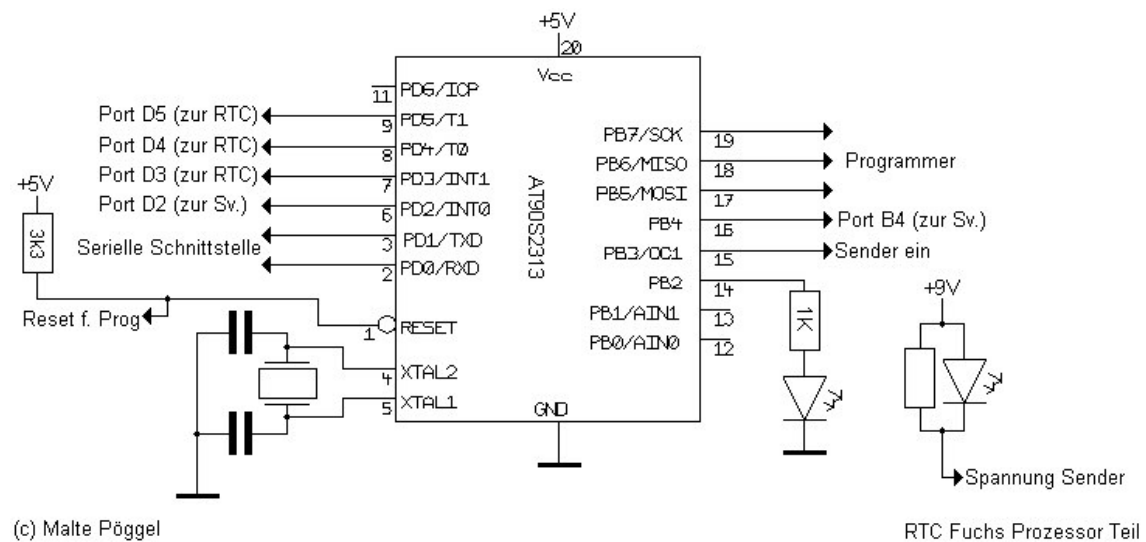 +5V
20
Vcc
11 PD6/ICP
Port D5 (zur RTC) 9 PD5/T1
Port D4 (zur RTC) 8 PD4/T0
Port D3 (zur RTC) 7 PD3/INT1
Port D2 (zur Sv.) 6 PD2/INT0
Serielle Schnittstelle 3 PD1/TXD
2 PD0/RXD
+5V
3K3
Reset f. Prog
1 RESET
4 XTAL2
5 XTAL1
AT90S2313
GND
PB7/SCK 19
PB6/MISO 18 Programmer
PB5/MOSI 17
PB4 16 Port B4 (zur Sv.)
PB3/OC1 15 Sender ein
PB2 14
PB1/AIN1 13
PB0/AIN0 12
1K
+9V
Spannung Sender
(c) Malte Pöggel
RTC Fuchs Prozessor Teil